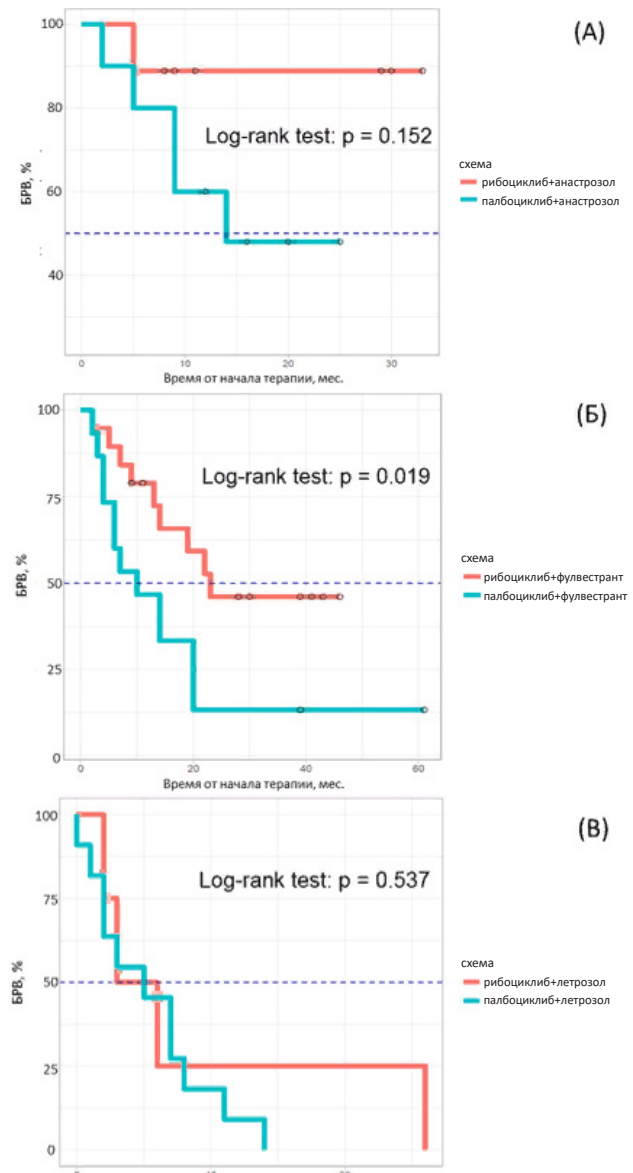 (А)
100
80
60
40
БРВ, %
Log-rank test: p = 0.152
схема
рибоциклиб+анастрозол
палбоциклиб+анастрозол
0 10 20 30
Время от начала терапии, мес.
(Б)
100
75
50
25
0
БРВ, %
Log-rank test: p = 0.019
схема
рибоциклиб+фулвестрант
палбоциклиб+фулвестрант
0 20 40 60
Время от начала терапии, мес.
(В)
100
75
50
25
0
БРВ, %
Log-rank test: p = 0.537
схема
рибоциклиб+летрозол
палбоциклиб+летрозол